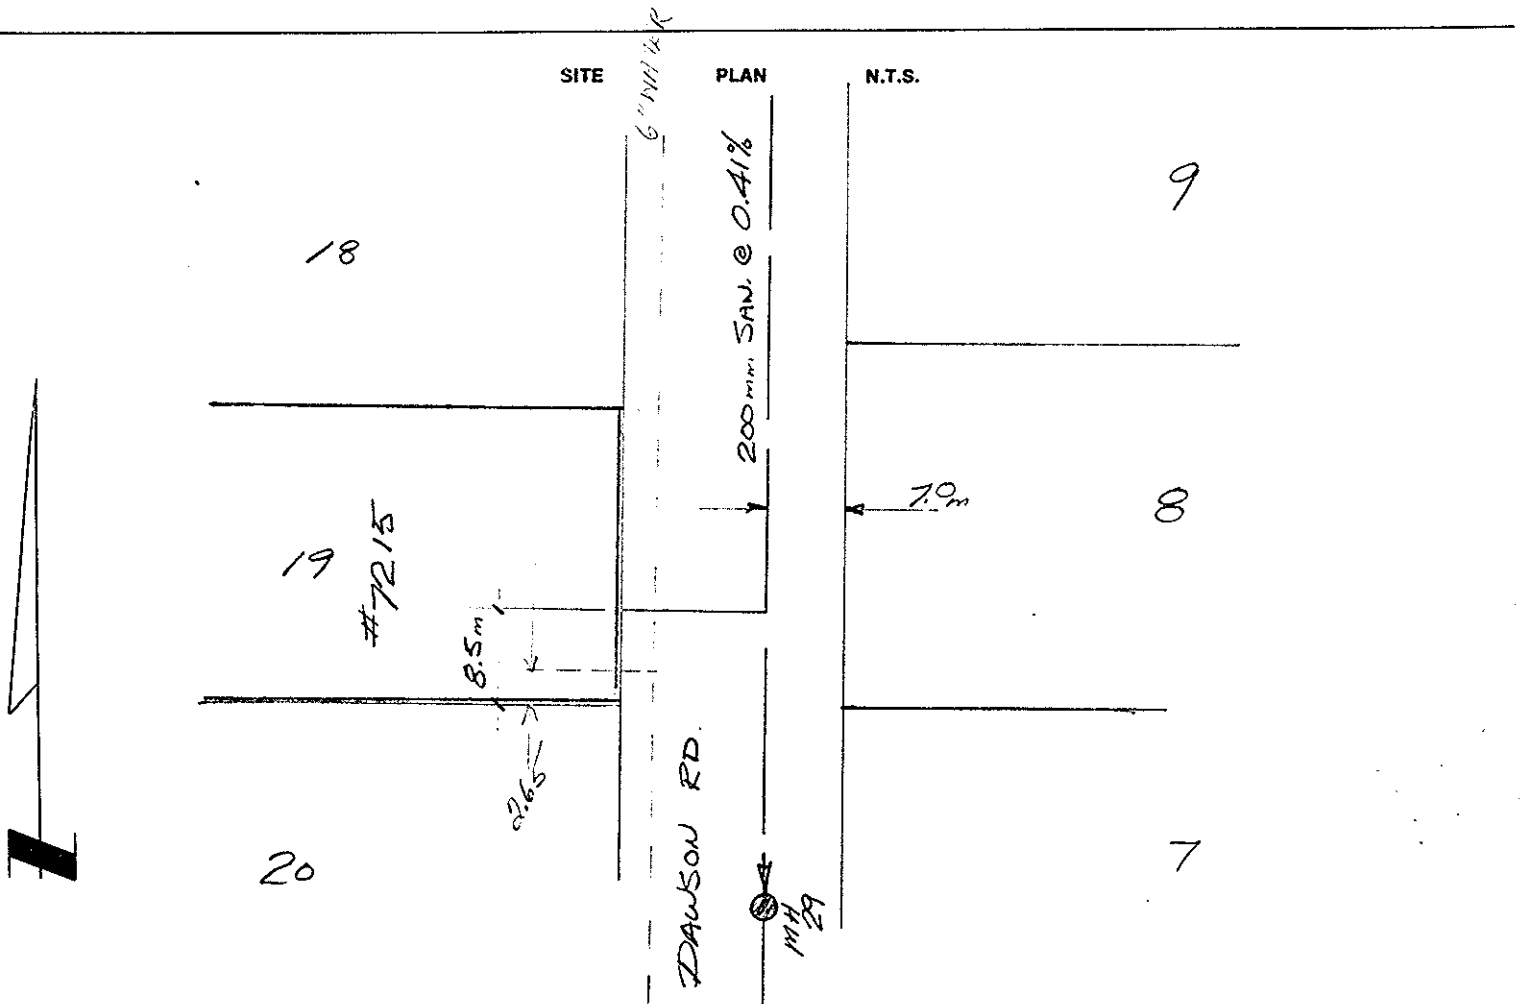 SITE PLAN N.T.S.
6" WATER
200mm SAN. @ 0.41%
9
18
7.0m
8
19
#7215
8.5m
2.65
DAWSON RD.
20
7
MH
29